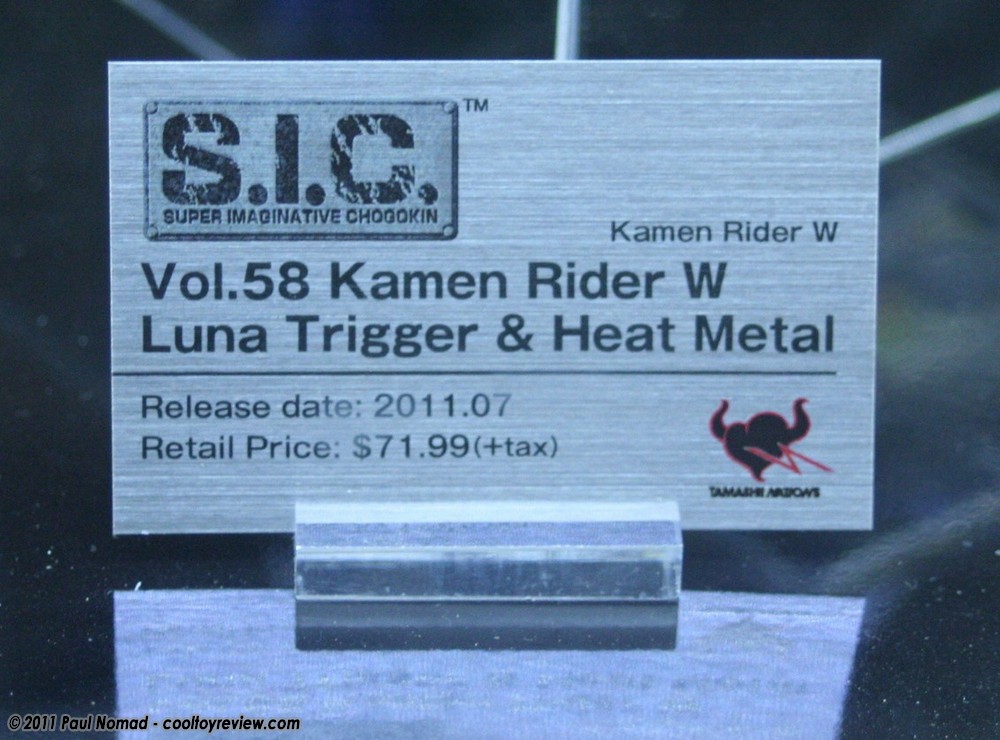 S.I.C.™
SUPER IMAGINATIVE CHOGOKIN
Kamen Rider W
Vol.58 Kamen Rider W
Luna Trigger & Heat Metal
Release date: 2011.07
Retail Price: $71.99(+tax)
TAMASHII NATIONS
©2011 Paul Nomad - cooltoyreview.com